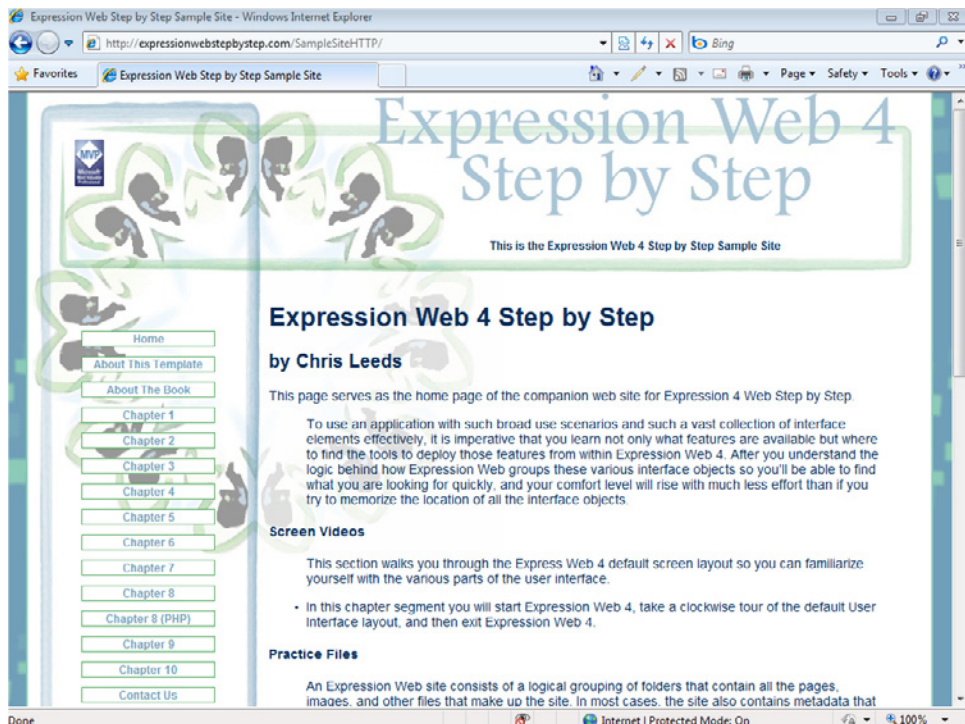 Expression Web Step by Step Sample Site - Windows Internet Explorer
http://expressionwebstepbystep.com/SampleSiteHTTP/
Bing
Favorites
Expression Web Step by Step Sample Site
Page
Safety
Tools
Expression Web 4
Step by Step
MVP
Microsoft
Most Valuable
Professional
This is the Expression Web 4 Step by Step Sample Site
Home
About This Template
About The Book
Chapter 1
Chapter 2
Chapter 3
Chapter 4
Chapter 5
Chapter 6
Chapter 7
Chapter 8
Chapter 8 (PHP)
Chapter 9
Chapter 10
Contact Us
Expression Web 4 Step by Step
by Chris Leeds
This page serves as the home page of the companion web site for Expression 4 Web Step by Step.
To use an application with such broad use scenarios and such a vast collection of interface
elements effectively, it is imperative that you learn not only what features are available but where
to find the tools to deploy those features from within Expression Web 4. After you understand the
logic behind how Expression Web groups these various interface objects so you'll be able to find
what you are looking for quickly, and your comfort level will rise with much less effort than if you
try to memorize the location of all the interface objects.
Screen Videos
This section walks you through the Express Web 4 default screen layout so you can familiarize
yourself with the various parts of the user interface.
• In this chapter segment you will start Expression Web 4, take a clockwise tour of the default User
Interface layout, and then exit Expression Web 4.
Practice Files
An Expression Web site consists of a logical grouping of folders that contain all the pages,
images, and other files that make up the site. In most cases, the site also contains metadata that
Done
Internet | Protected Mode: On
100%